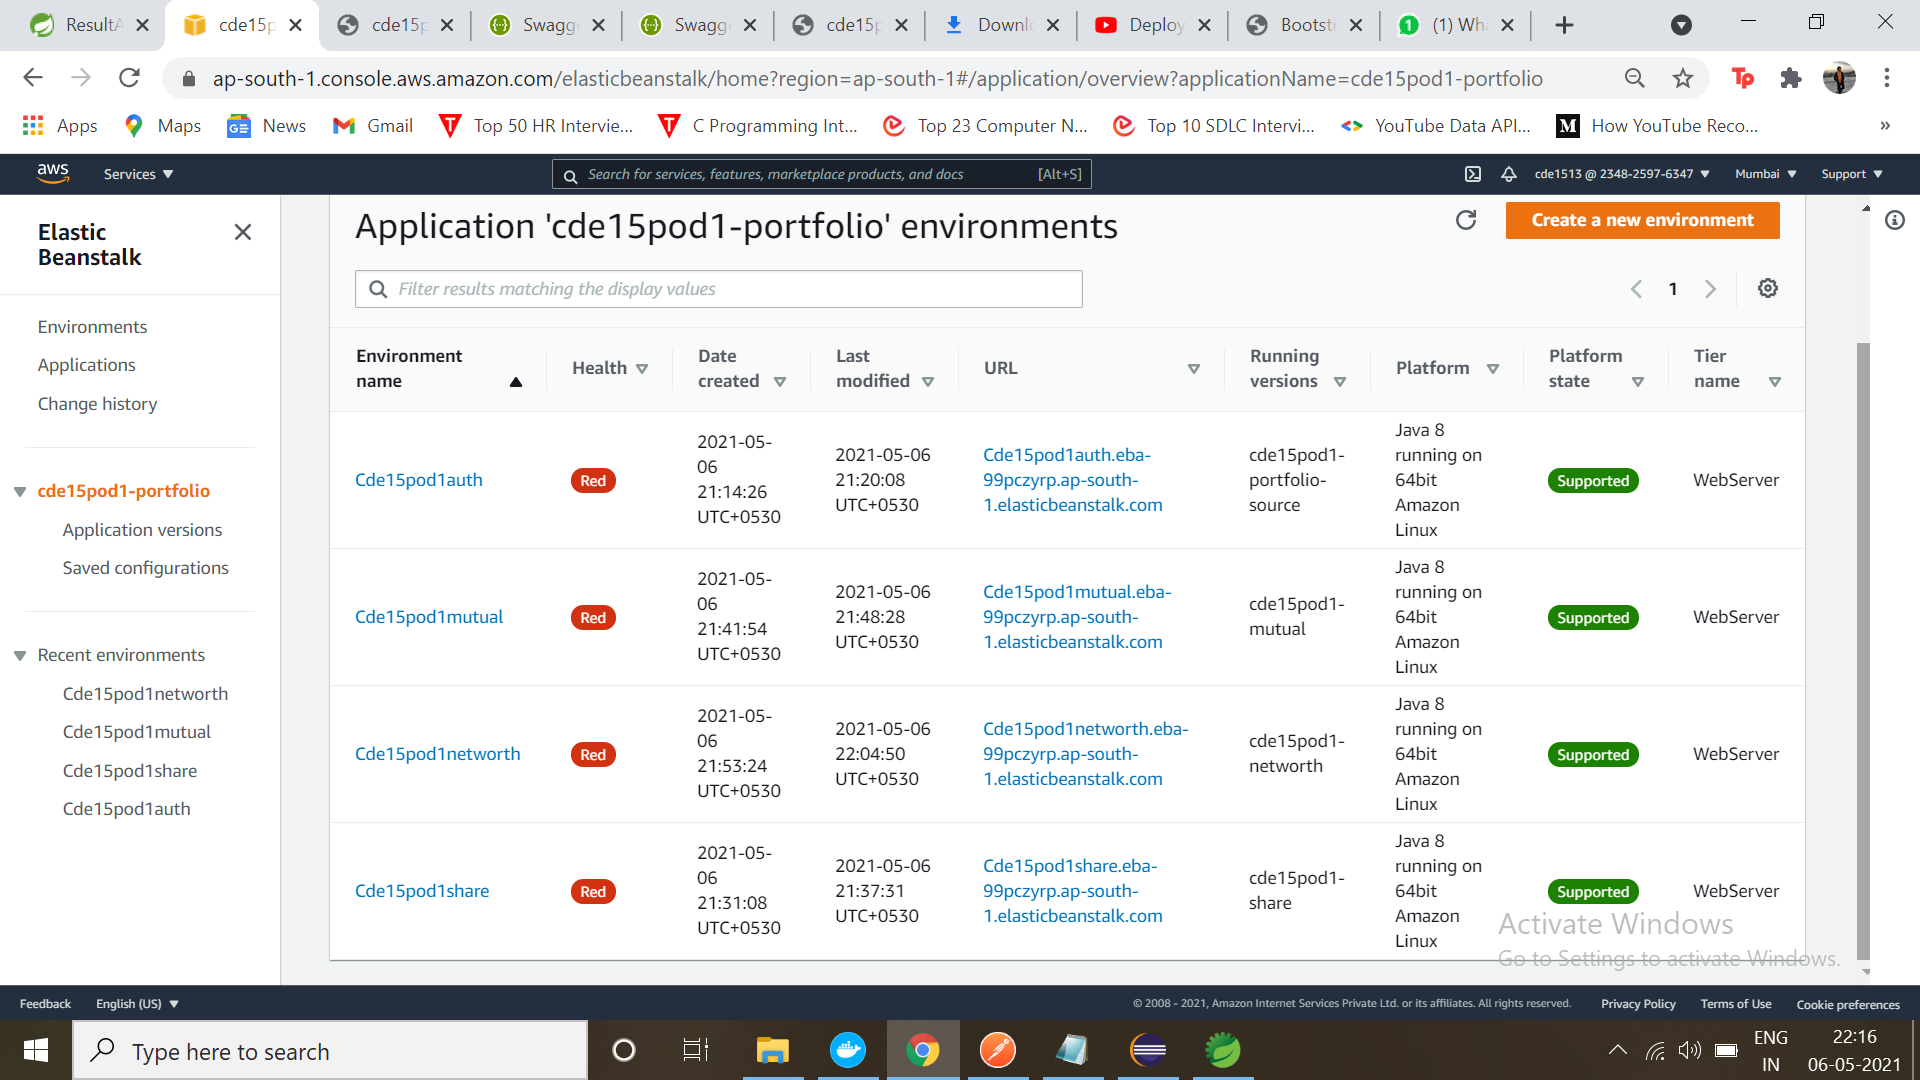 ResultA
cde15p
cde15p
Swagg
Swagg
cde15p
Downl
Deploy
Bootst
(1) Wh
ap-south-1.console.aws.amazon.com/elasticbeanstalk/home?region=ap-south-1#/application/overview?applicationName=cde15pod1-portfolio
Apps
Maps
News
Gmail
Top 50 HR Intervie...
C Programming Int...
Top 23 Computer N...
Top 10 SDLC Intervi...
YouTube Data API...
How YouTube Reco...
»
aws
Services
Search for services, features, marketplace products, and docs
[Alt+S]
cde1513 @ 2348-2597-6347
Mumbai
Support
Elastic
Beanstalk
Environments
Applications
Change history
cde15pod1-portfolio
Application versions
Saved configurations
Recent environments
Cde15pod1networth
Cde15pod1mutual
Cde15pod1share
Cde15pod1auth
Application 'cde15pod1-portfolio' environments
Create a new environment
Filter results matching the display values
1
Environment
name
Health
Date
created
Last
modified
URL
Running
versions
Platform
Platform
state
Tier
name
Cde15pod1auth
Red
2021-05-
06
21:14:26
UTC+0530
2021-05-06
21:20:08
UTC+0530
Cde15pod1auth.eba-
99pczyrp.ap-south-
1.elasticbeanstalk.com
cde15pod1-
portfolio-
source
Java 8
running on
64bit
Amazon
Linux
Supported
WebServer
Cde15pod1mutual
Red
2021-05-
06
21:41:54
UTC+0530
2021-05-06
21:48:28
UTC+0530
Cde15pod1mutual.eba-
99pczyrp.ap-south-
1.elasticbeanstalk.com
cde15pod1-
mutual
Java 8
running on
64bit
Amazon
Linux
Supported
WebServer
Cde15pod1networth
Red
2021-05-
06
21:53:24
UTC+0530
2021-05-06
22:04:50
UTC+0530
Cde15pod1networth.eba-
99pczyrp.ap-south-
1.elasticbeanstalk.com
cde15pod1-
networth
Java 8
running on
64bit
Amazon
Linux
Supported
WebServer
Cde15pod1share
Red
2021-05-
06
21:31:08
UTC+0530
2021-05-06
21:37:31
UTC+0530
Cde15pod1share.eba-
99pczyrp.ap-south-
1.elasticbeanstalk.com
cde15pod1-
share
Java 8
running on
64bit
Amazon
Linux
Supported
WebServer
Activate Windows
Go to Settings to activate Windows.
Feedback
English (US)
© 2008 - 2021, Amazon Internet Services Private Ltd. or its affiliates. All rights reserved.
Privacy Policy
Terms of Use
Cookie preferences
Type here to search
ENG
IN
22:16
06-05-2021